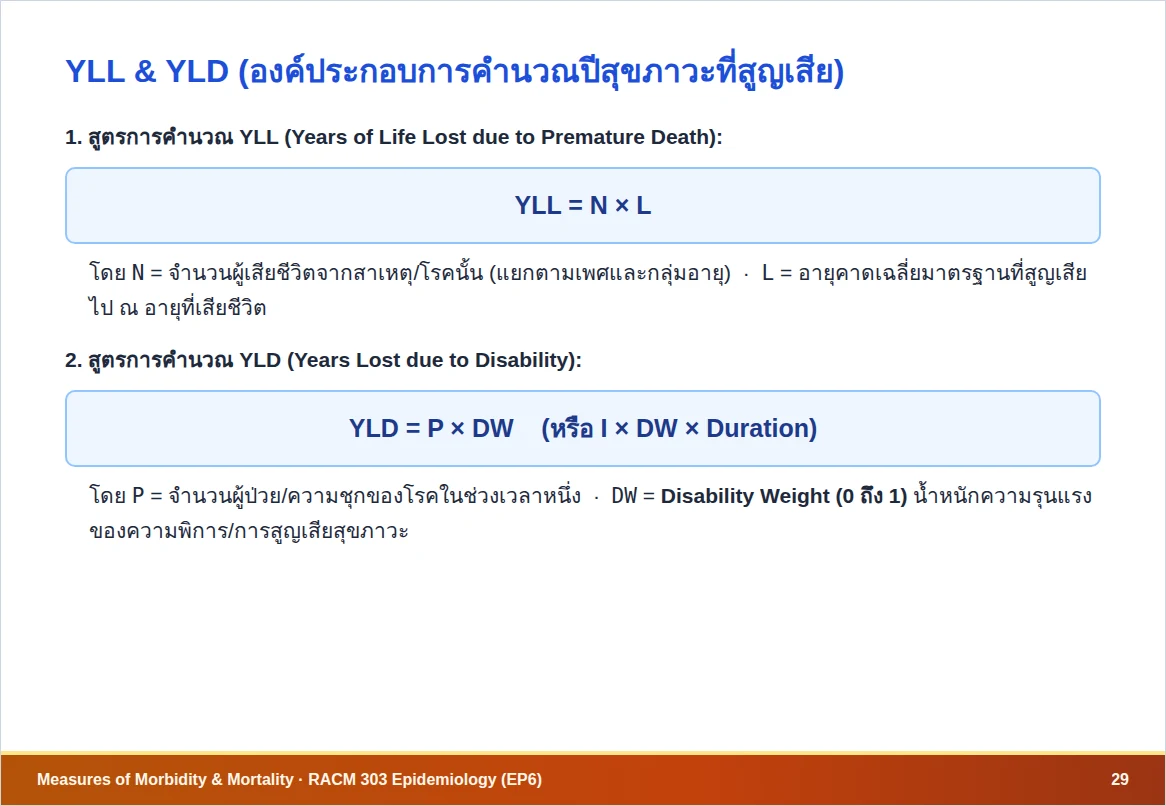 YLL & YLD (องค์ประกอบการคำนวณปีสุขภาวะที่สูญเสีย)
1. สูตรการคำนวณ YLL (Years of Life Lost due to Premature Death):
YLL = N × L
โดย N = จำนวนผู้เสียชีวิตจากสาเหตุ/โรคนั้น (แยกตามเพศและกลุ่มอายุ) · L = อายุคาดเฉลี่ยมาตรฐานที่สูญเสีย
ไป ณ อายุที่เสียชีวิต
2. สูตรการคำนวณ YLD (Years Lost due to Disability):
YLD = P × DW (หรือ I × DW × Duration)
โดย P = จำนวนผู้ป่วย/ความชุกของโรคในช่วงเวลาหนึ่ง · DW = Disability Weight (0 ถึง 1) น้ำหนักความรุนแรง
ของความพิการ/การสูญเสียสุขภาวะ
Measures of Morbidity & Mortality · RACM 303 Epidemiology (EP6)
29